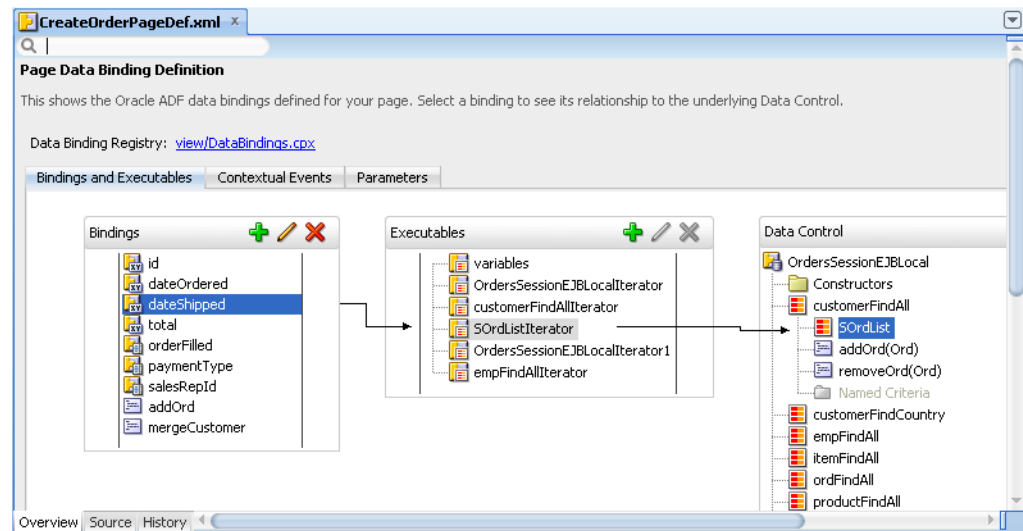 CreateOrderPageDef.xml x
Page Data Binding Definition
This shows the Oracle ADF data bindings defined for your page. Select a binding to see its relationship to the underlying Data Control.
Data Binding Registry: view/DataBindings.cpx
Bindings and Executables Contextual Events Parameters
Bindings
id
dateOrdered
dateShipped
total
orderFilled
paymentType
salesRepId
addOrd
mergeCustomer
Executables
variables
OrdersSessionEJBLocalIterator
customerFindAllIterator
SOrdListIterator
OrdersSessionEJBLocalIterator1
empFindAllIterator
Data Control
OrdersSessionEJBLocal
Constructors
customerFindAll
SOrdList
addOrd(Ord)
removeOrd(Ord)
Named Criteria
customerFindCountry
empFindAll
itemFindAll
ordFindAll
productFindAll
Overview Source History